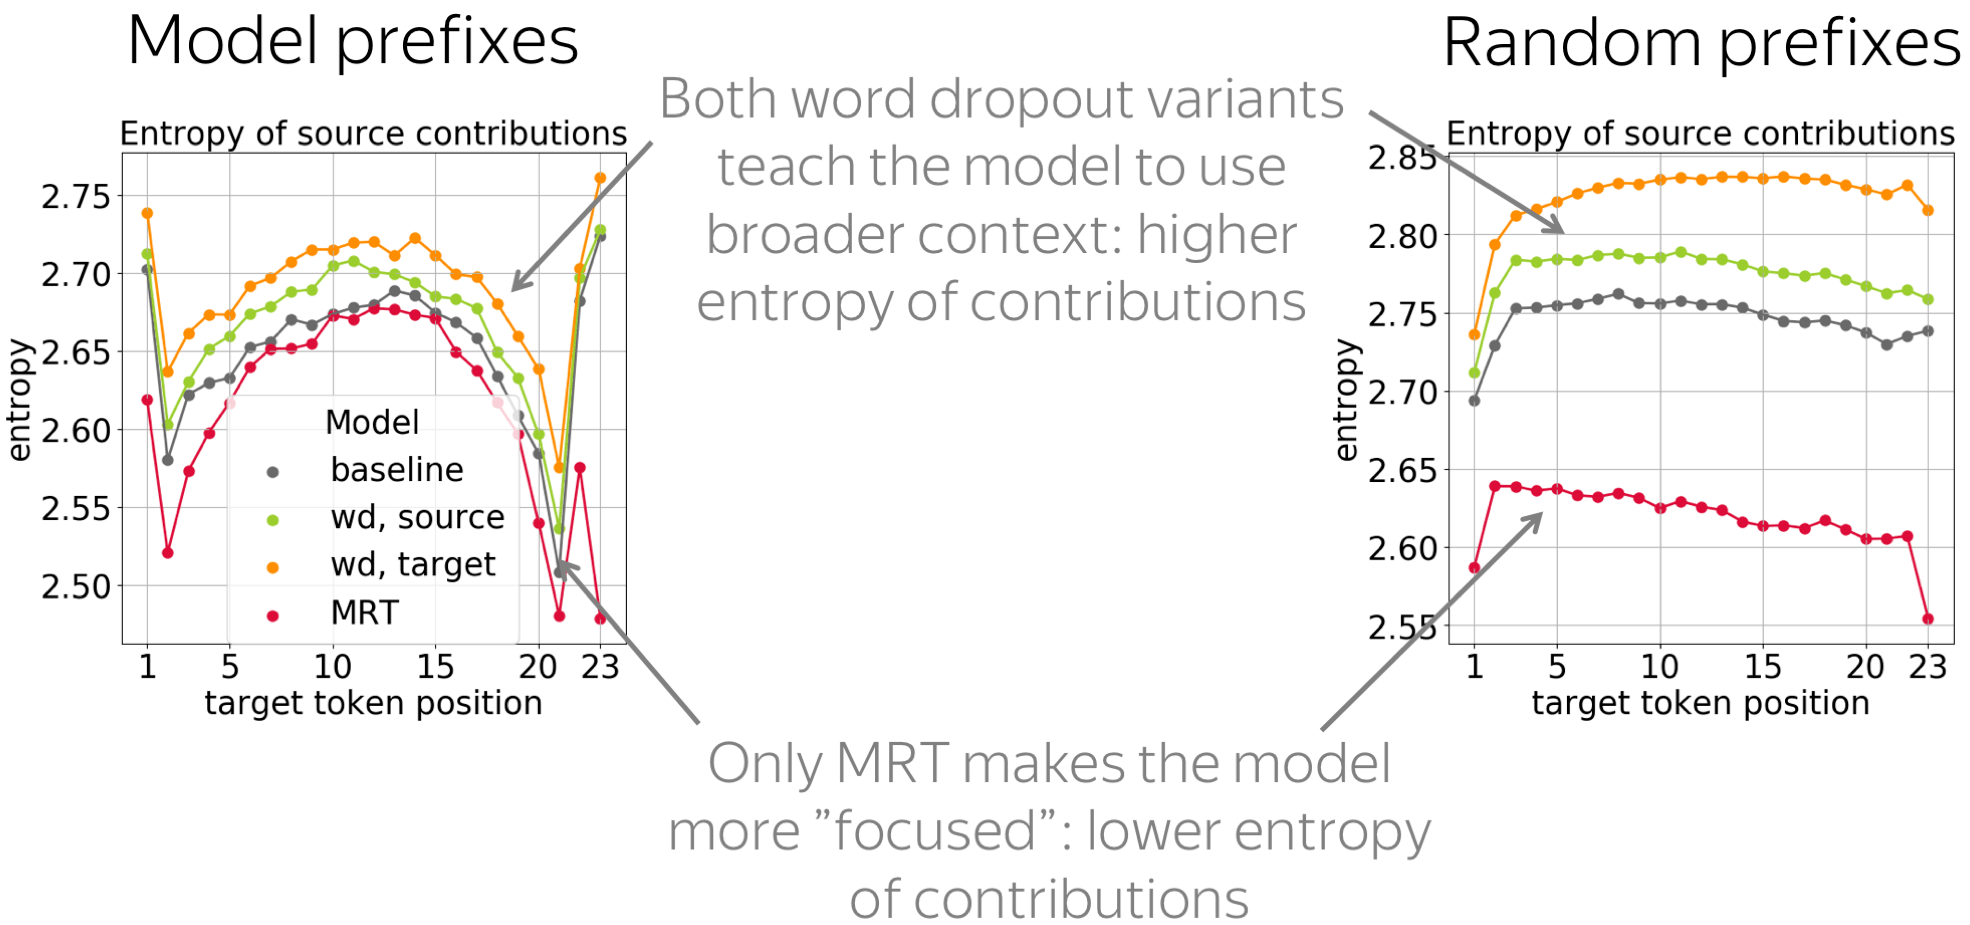 Model prefixes
Random prefixes
Both word dropout variants
teach the model to use
broader context: higher
entropy of contributions
Entropy of source contributions
2.75
2.70
2.65
2.60
2.55
2.50
entropy
Model
baseline
wd, source
wd, target
MRT
1 5 10 15 20 23
target token position
Entropy of source contributions
2.85
2.80
2.75
2.70
2.65
2.60
2.55
entropy
1 5 10 15 20 23
target token position
Only MRT makes the model
more ”focused”: lower entropy
of contributions